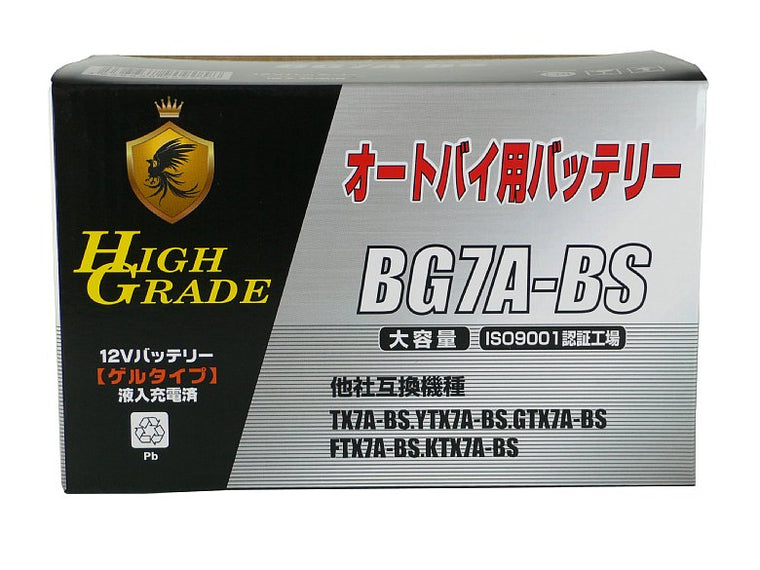 BG7A-BS
オートバイ用バッテリー
HIGH
GRADE
BG7A-BS
大容量 ISO9001認証工場
12Vバッテリー
【ゲルタイプ】
液入充電済
Pb
他社互換機種
TX7A-BS.YTX7A-BS.GTX7A-BS
FTX7A-BS.KTX7A-BS